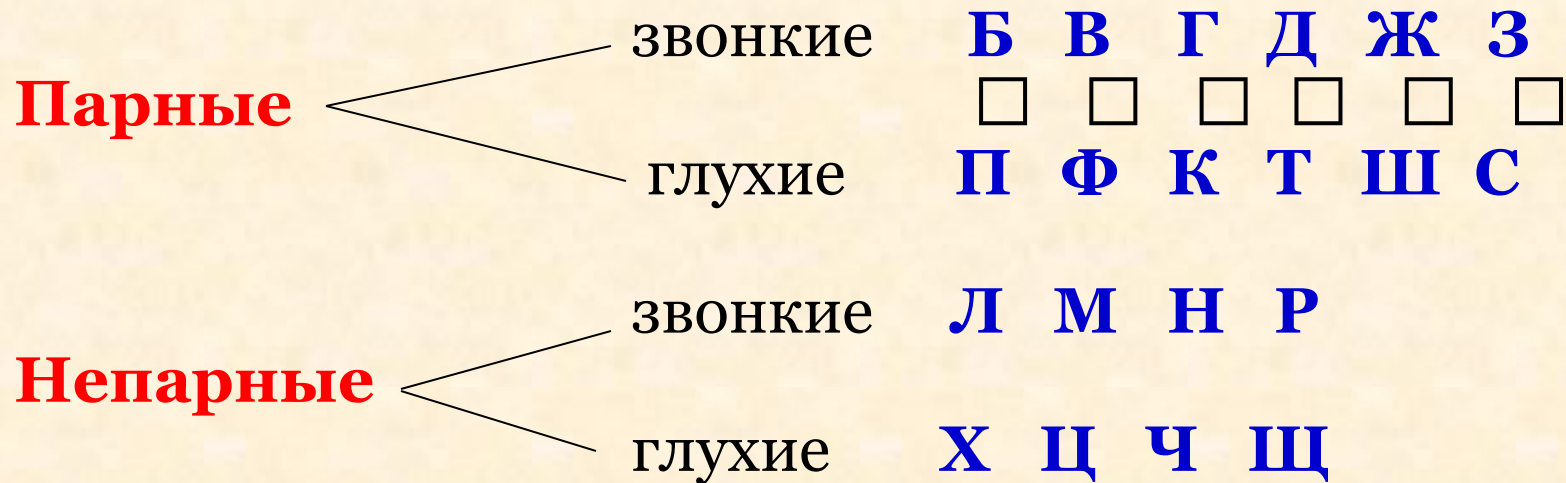 звонкие Б В Г Д Ж З
Парные □ □ □ □ □ □
глухие П Ф К Т Ш С
звонкие Л М Н Р
Непарные
глухие Х Ц Ч Щ